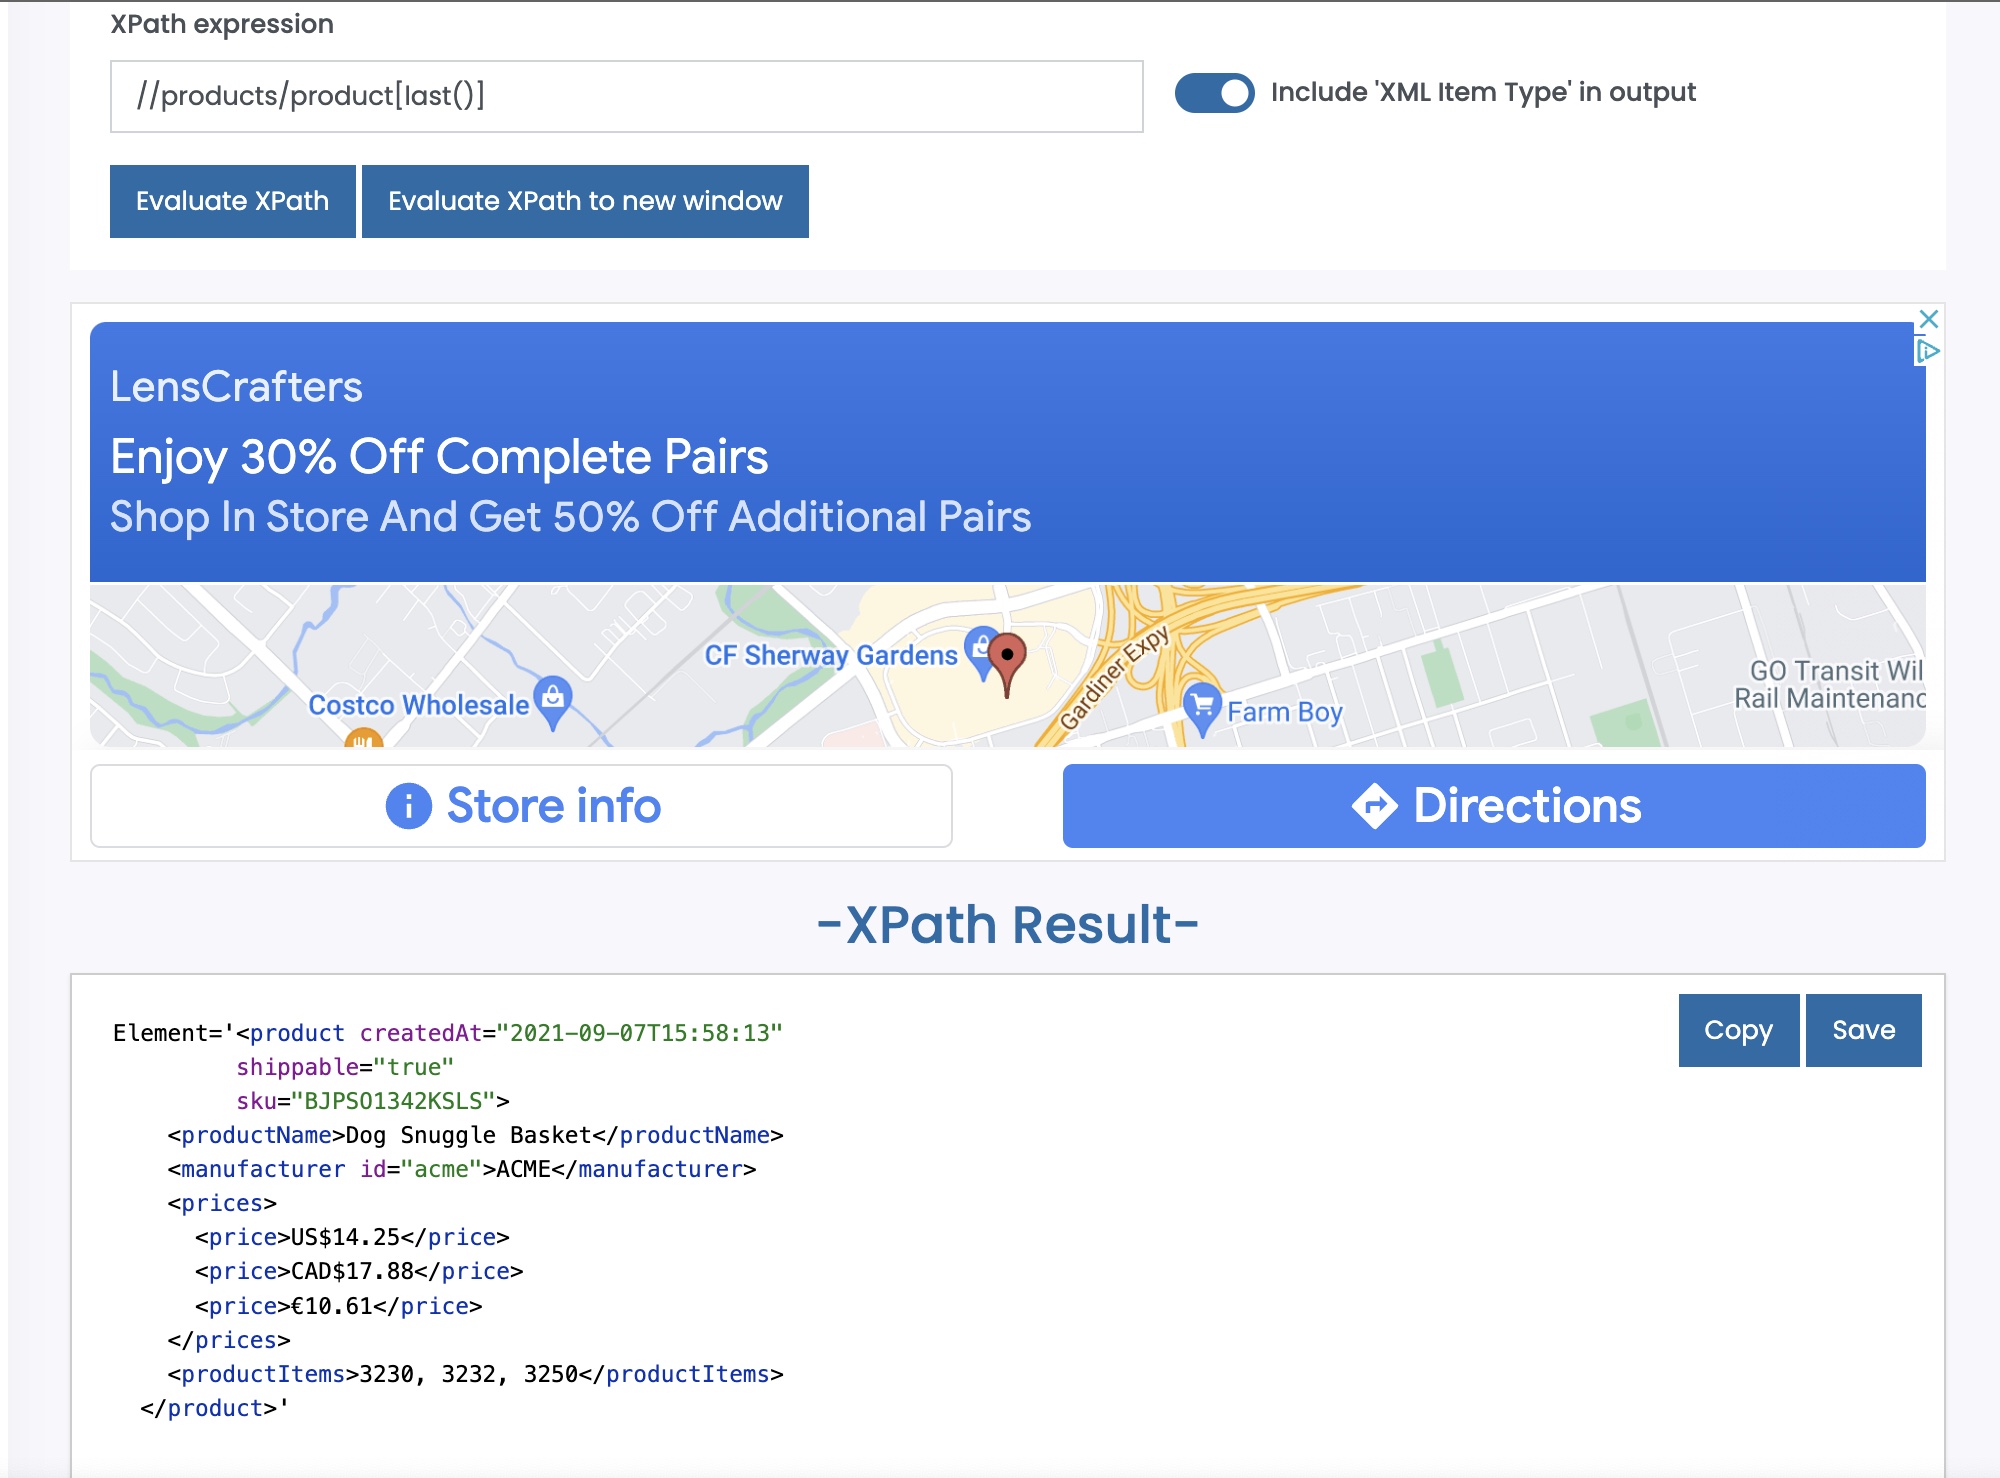 XPath expression
//products/product[last()]
Include 'XML Item Type' in output
Evaluate XPath
Evaluate XPath to new window
LensCrafters
Enjoy 30% Off Complete Pairs
Shop In Store And Get 50% Off Additional Pairs
CF Sherway Gardens
Costco Wholesale
Gardiner Expy
Farm Boy
GO Transit Wil
Rail Maintenanc
Store info
Directions
-XPath Result-
Copy
Save
Element='<product createdAt="2021-09-07T15:58:13"
shippable="true"
sku="BJPSO1342KSLS">
<productName>Dog Snuggle Basket</productName>
<manufacturer id="acme">ACME</manufacturer>
<prices>
<price>US$14.25</price>
<price>CAD$17.88</price>
<price>€10.61</price>
</prices>
<productItems>3230, 3232, 3250</productItems>
</product>'